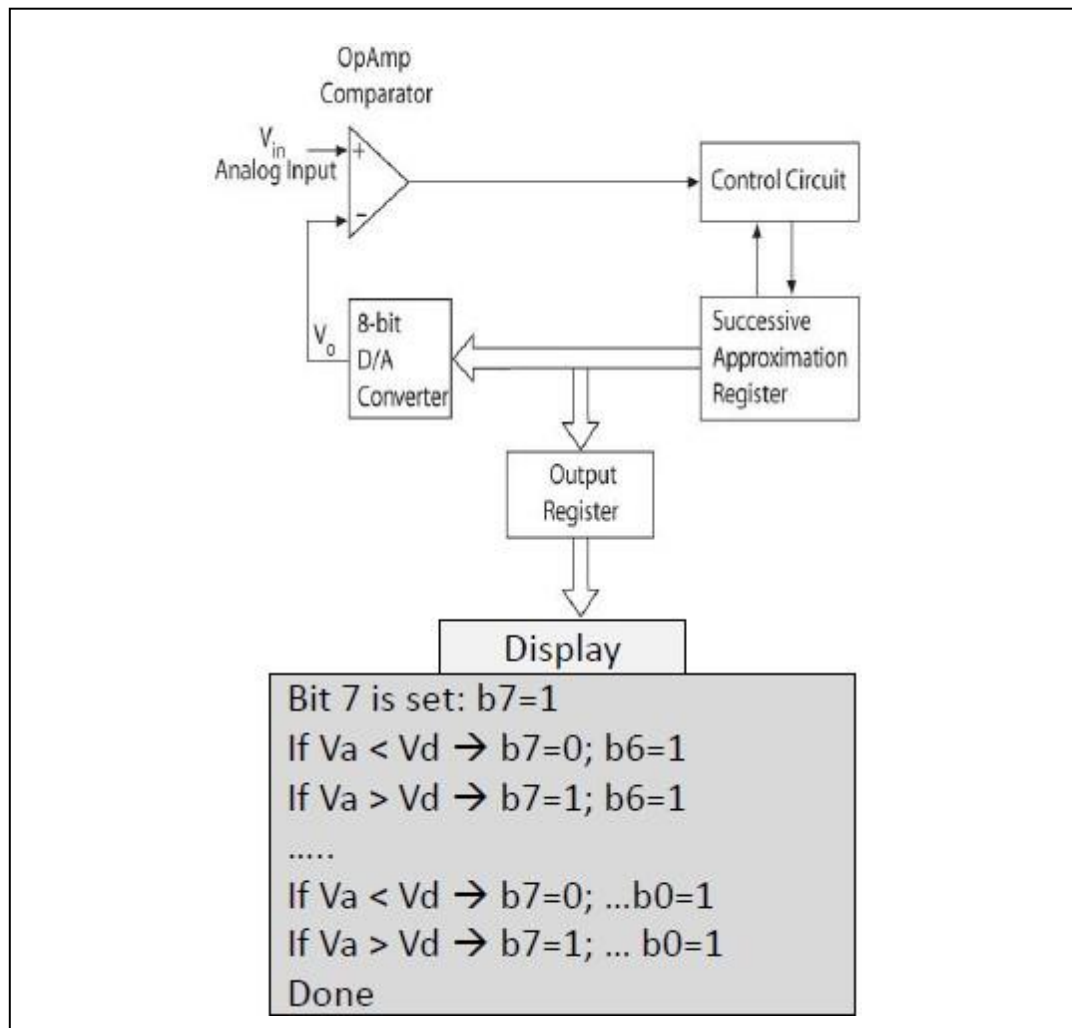 OpAmp
Comparator
V_in
Analog Input
+
−
Control Circuit
V_o
8-bit
D/A
Converter
Successive
Approximation
Register
Output
Register
Display
Bit 7 is set: b7=1
If Va < Vd → b7=0; b6=1
If Va > Vd → b7=1; b6=1
.....
If Va < Vd → b7=0; ...b0=1
If Va > Vd → b7=1; ... b0=1
Done